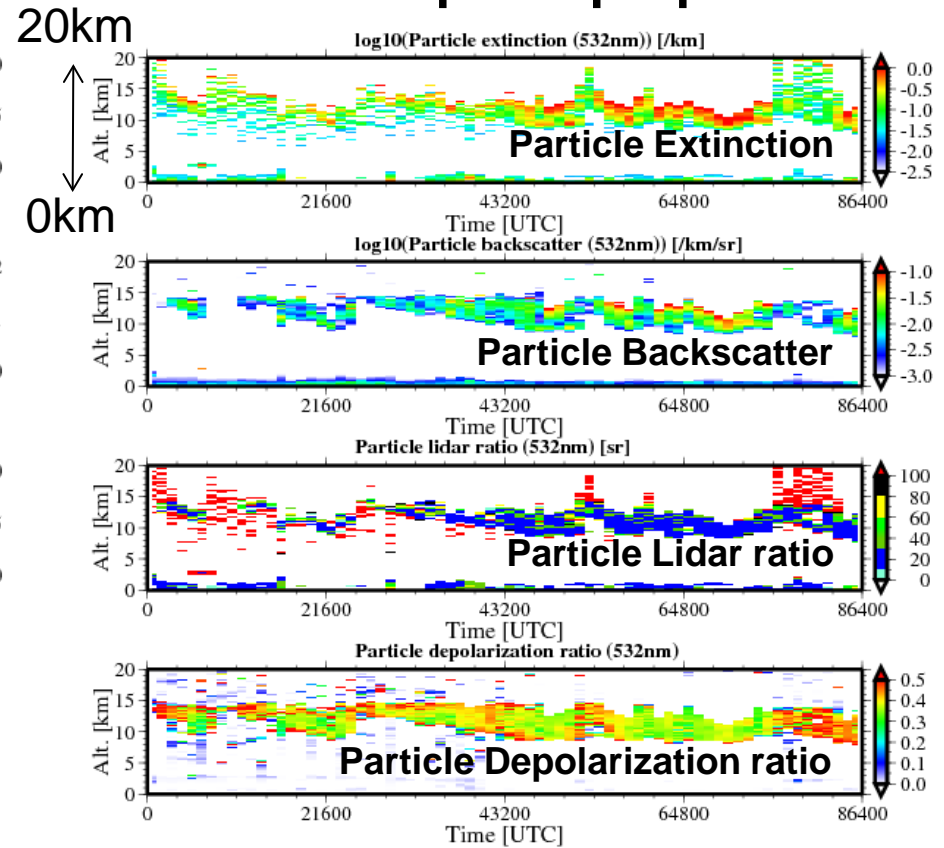 20km
0km
log10(Particle extinction (532nm)) [/km]
Alt. [km]
20
15
10
5
0
Particle Extinction
0.0
-0.5
-1.0
-1.5
-2.0
-2.5
0 21600 43200 64800 86400
Time [UTC]
log10(Particle backscatter (532nm)) [/km/sr]
Alt. [km]
20
15
10
5
0
Particle Backscatter
-1.0
-1.5
-2.0
-2.5
-3.0
0 21600 43200 64800 86400
Time [UTC]
Particle lidar ratio (532nm) [sr]
Alt. [km]
20
15
10
5
0
Particle Lidar ratio
100
80
60
40
20
0
0 21600 43200 64800 86400
Time [UTC]
Particle depolarization ratio (532nm)
Alt. [km]
20
15
10
5
0
Particle Depolarization ratio
0.5
0.4
0.3
0.2
0.1
0.0
0 21600 43200 64800 86400
Time [UTC]